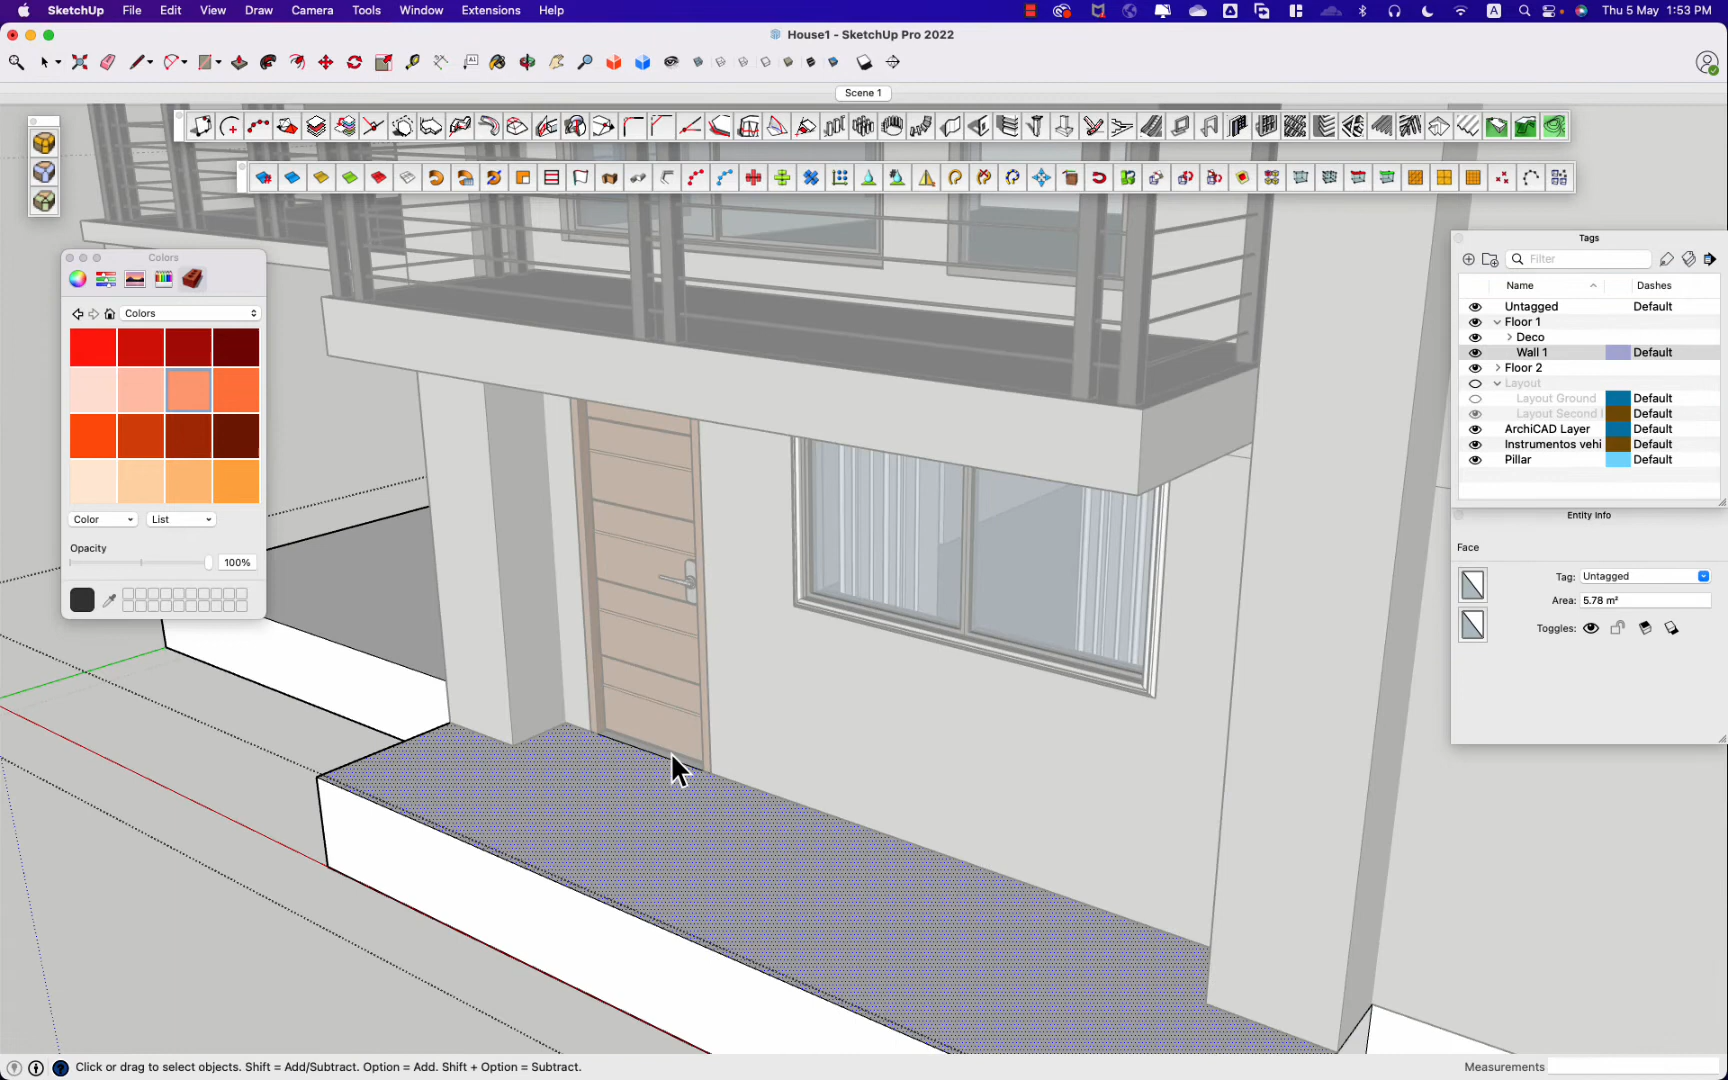 SketchUp File Edit View Draw Camera Tools Window Extensions Help
A
Thu 5 May 1:53 PM
House1 - SketchUp Pro 2022
Scene 1
Colors
Colors
Color
List
Opacity
100%
Tags
Filter
Name Dashes
Untagged Default
Floor 1
Deco
Wall 1 Default
Floor 2
Layout
Layout Ground Default
Layout Second Default
ArchiCAD Layer Default
Instrumentos vehi Default
Pillar Default
Entity Info
Face
Tag: Untagged
Area: 5.78 m²
Toggles:
Click or drag to select objects. Shift = Add/Subtract. Option = Add. Shift + Option = Subtract.
Measurements